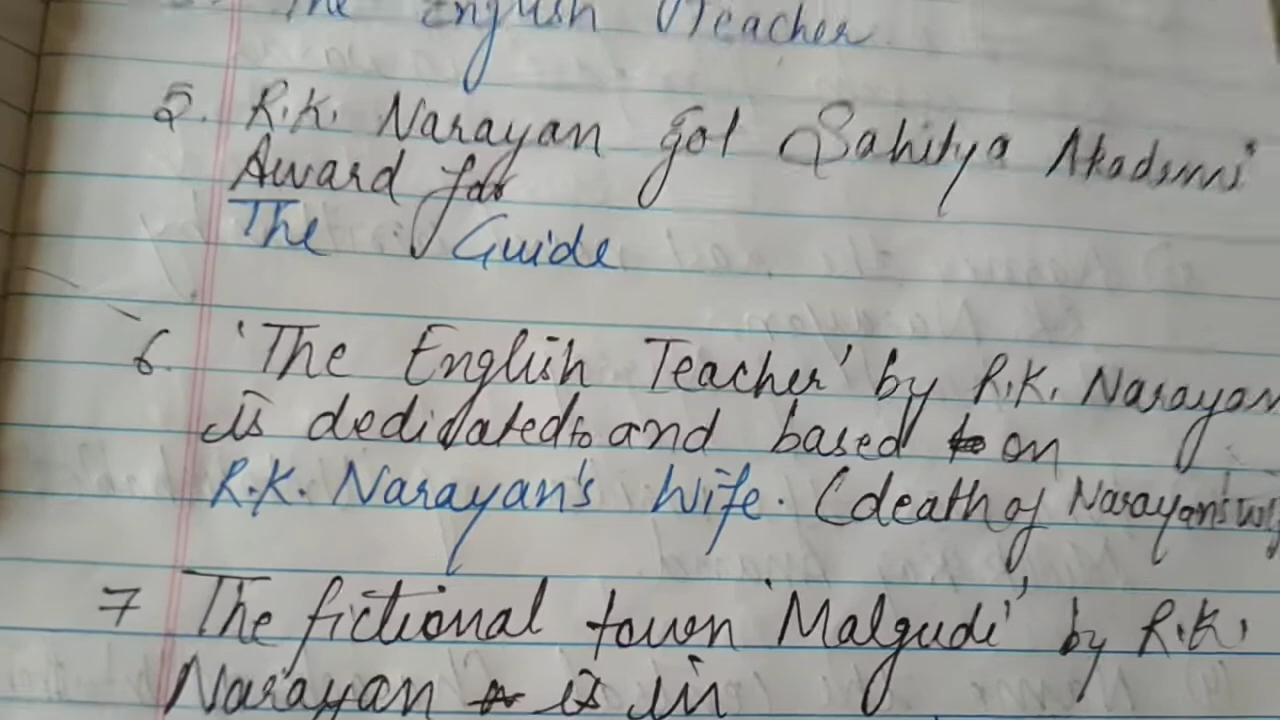 The English Teacher
5. R.K. Narayan got Sahitya Akademi
Award for
The Guide
6. 'The English Teacher' by R.K. Narayan
is dedidated to and based on
R.K. Narayan's Wife. (death of Narayan's
7 The fictional town 'Malgudi' by R.K.
Narayan is in